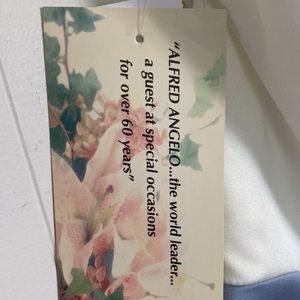 "ALFRED ANGELO...the world leader...
a guest at special occasions
for over 60 years"